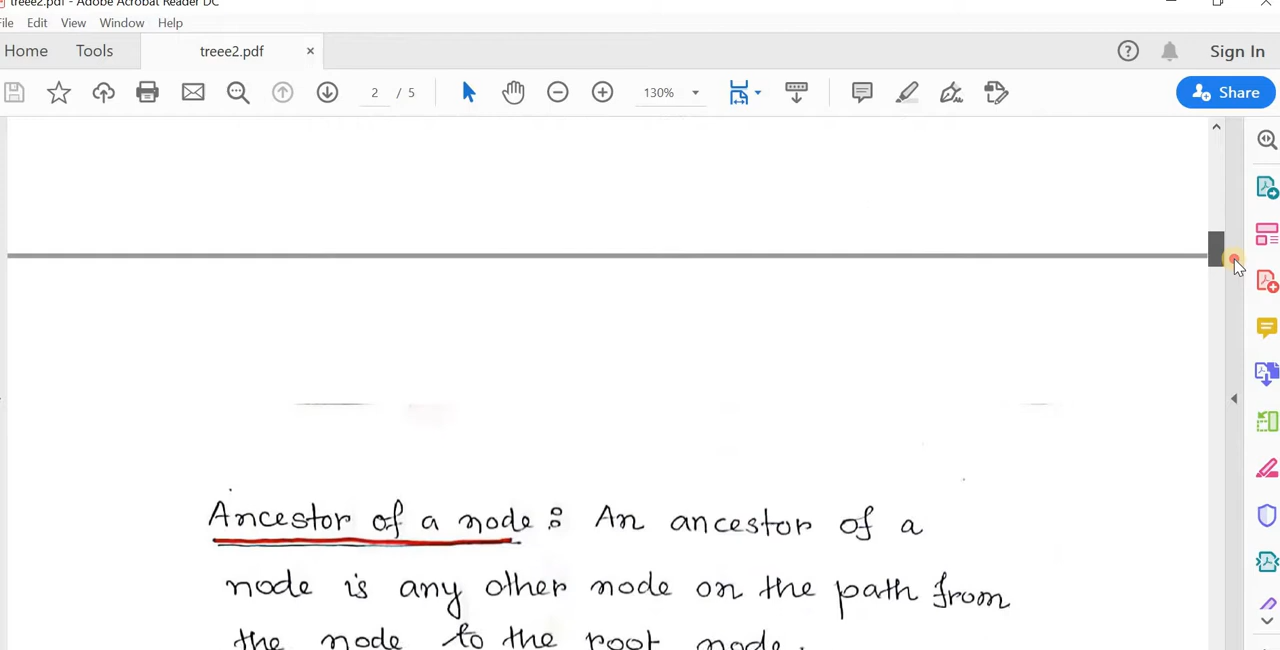 treee2.pdf - Adobe Acrobat Reader DC
File Edit View Window Help
Home Tools treee2.pdf × ? Sign In
2 / 5 130% Share
Ancestor of a node : An ancestor of a
node is any other node on the path from
the node to the root node.